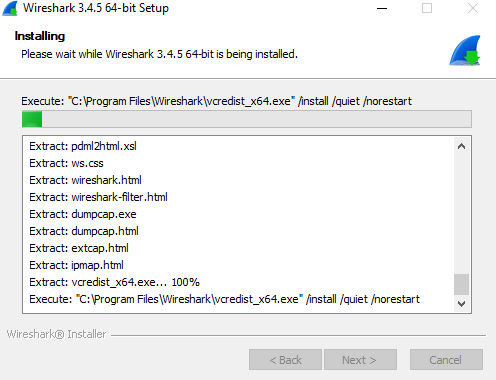 Wireshark 3.4.5 64-bit Setup
Installing
Please wait while Wireshark 3.4.5 64-bit is being installed.
Execute: "C:\Program Files\Wireshark\vcredist_x64.exe" /install /quiet /norestart
Extract: pdml2html.xsl
Extract: ws.css
Extract: wireshark.html
Extract: wireshark-filter.html
Extract: dumpcap.exe
Extract: dumpcap.html
Extract: extcap.html
Extract: ipmap.html
Extract: vcredist_x64.exe... 100%
Execute: "C:\Program Files\Wireshark\vcredist_x64.exe" /install /quiet /norestart
Wireshark® Installer
< Back
Next >
Cancel